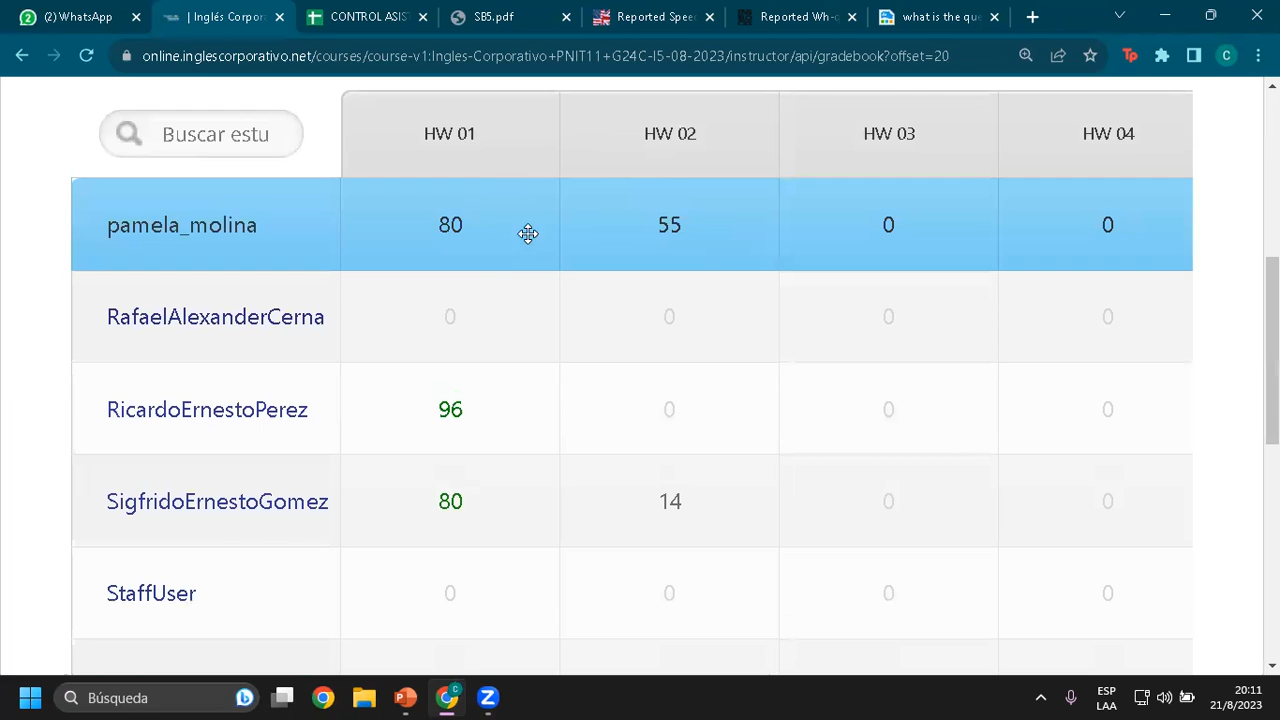 (2) WhatsApp
| Inglés Corpor
CONTROL ASIS
SB5.pdf
Reported Spee
Reported Wh-q
what is the que
online.inglescorporativo.net/courses/course-v1:Ingles-Corporativo+PNIT11+G24C-I5-08-2023/instructor/api/gradebook?offset=20
Buscar estu
HW 01 HW 02 HW 03 HW 04
pamela_molina 80 55 0 0
RafaelAlexanderCerna 0 0 0 0
RicardoErnestoPerez 96 0 0 0
SigfridoErnestoGomez 80 14 0 0
StaffUser 0 0 0 0
Búsqueda
ESP
LAA
20:11
21/8/2023